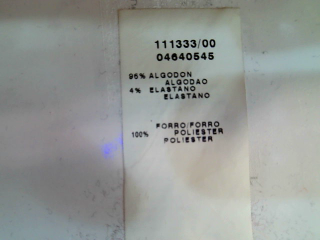 111333/00
04640545
96% ALGODON
ALGODAO
4% ELASTANO
ELASTANO
FORRO/FORRO
100% POLIESTER
POLIESTER